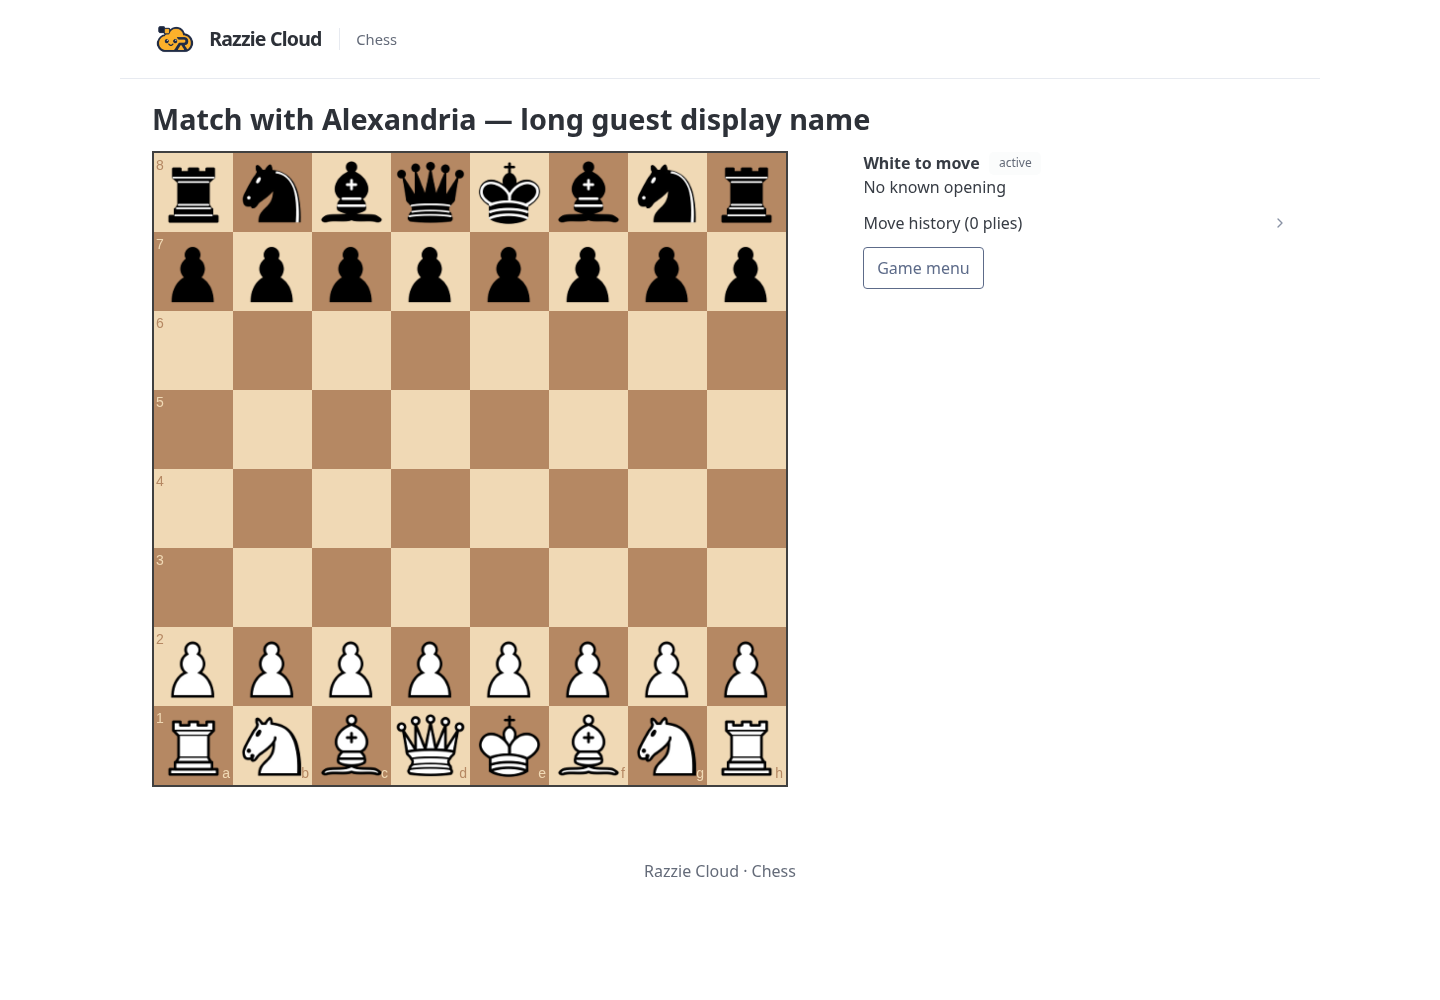 Razzie Cloud
Chess
Match with Alexandria — long guest display name
White to move
active
No known opening
Move history (0 plies)
Game menu
8
7
6
5
4
3
2
1
a
b
c
d
e
f
g
h
Razzie Cloud · Chess